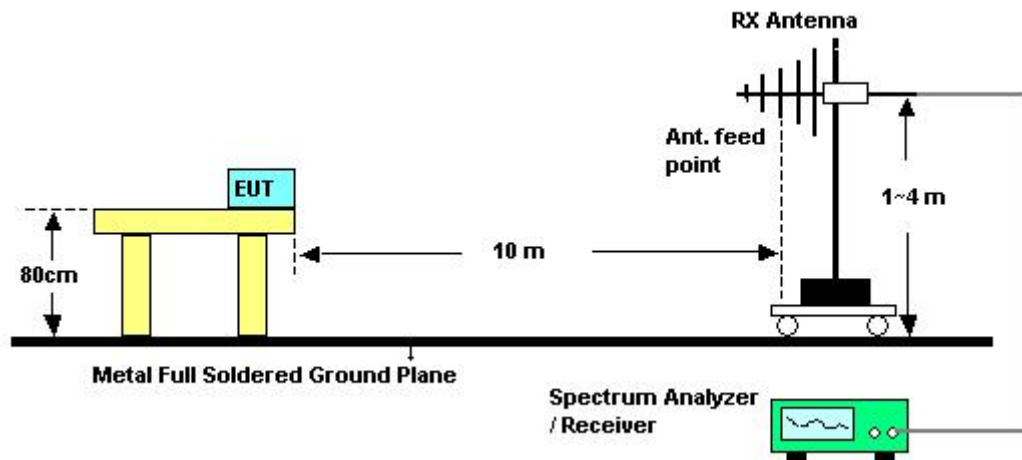 RX Antenna
Ant. feed
point
EUT
1~4 m
10 m
80cm
Metal Full Soldered Ground Plane
Spectrum Analyzer
/ Receiver